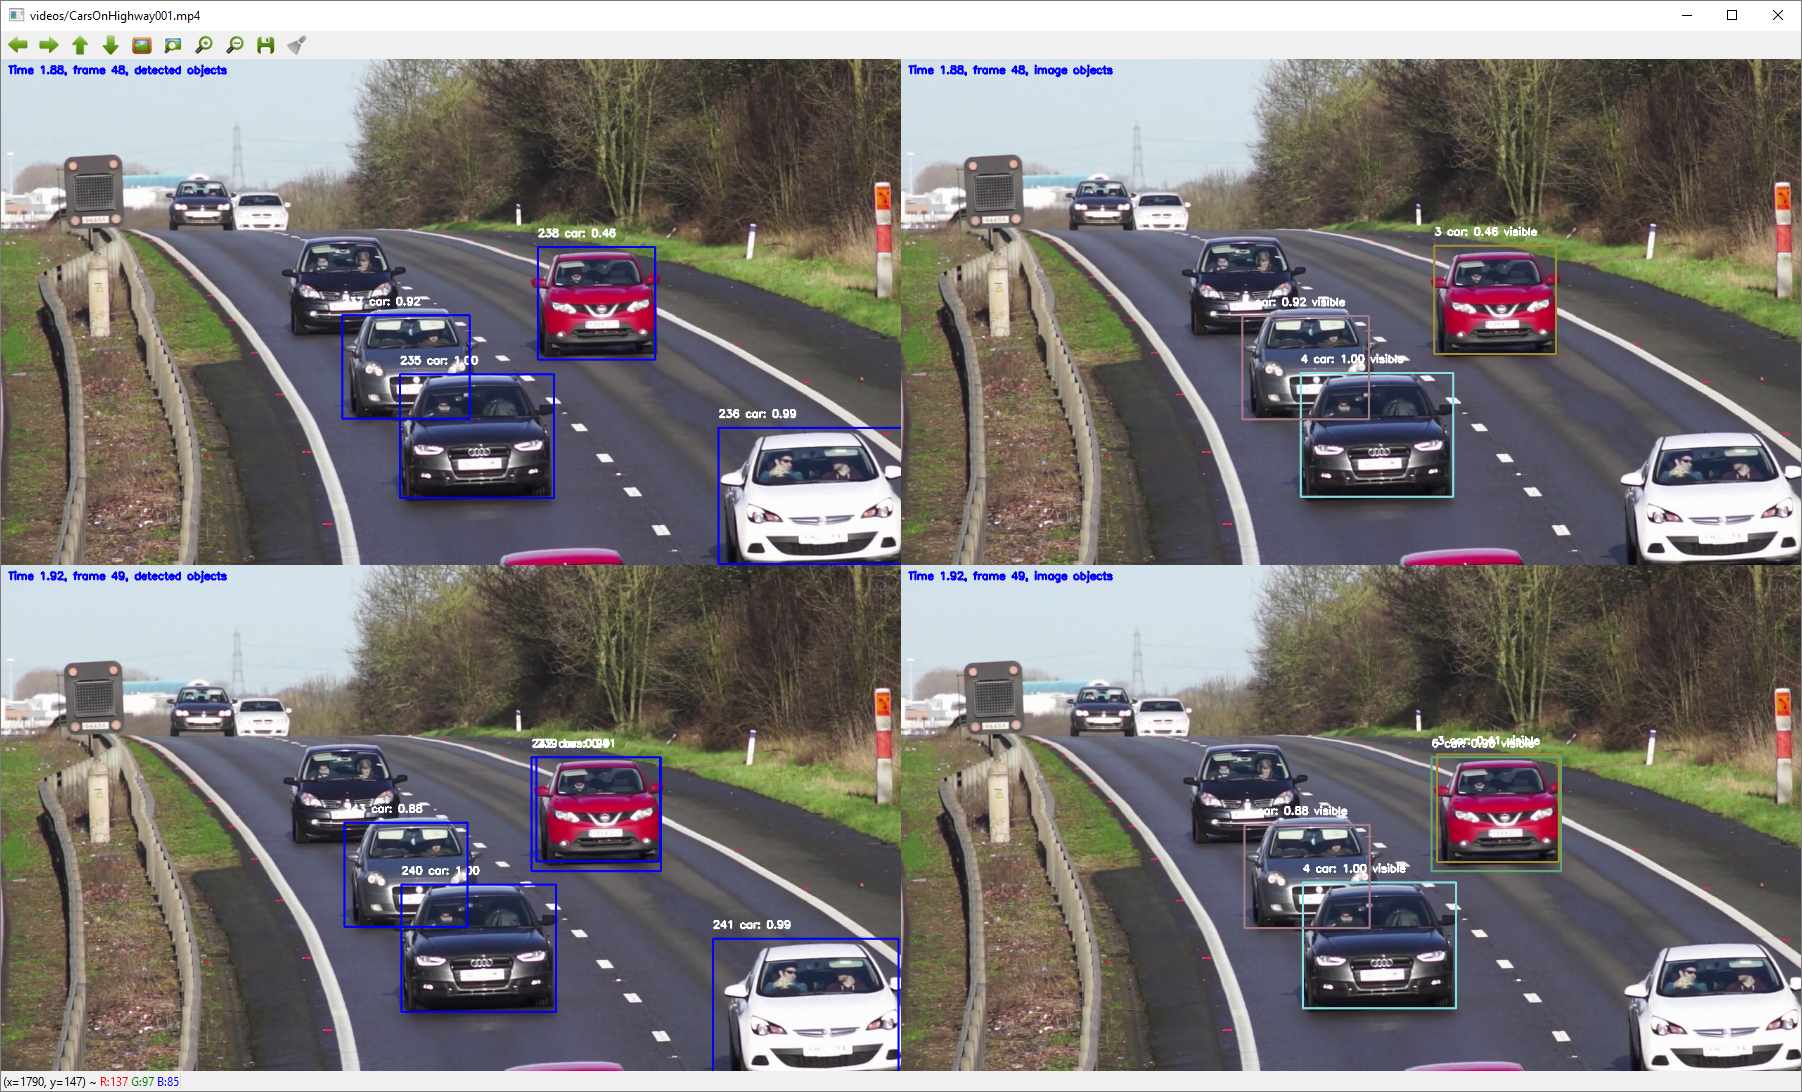 videos/CarsOnHighway001.mp4
Time 1.88, frame 48, detected objects
Time 1.88, frame 48, image objects
238 car: 0.46
3 car: 0.46 visible
car: 0.92
car: 0.92 visible
235 car: 1.00
4 car: 1.00 visible
236 car: 0.99
Time 1.92, frame 49, detected objects
Time 1.92, frame 49, image objects
car: 0.88
car: 0.88 visible
240 car: 1.00
4 car: 1.00 visible
241 car: 0.99
(x=1790, y=147) ~ R:137 G:97 B:85